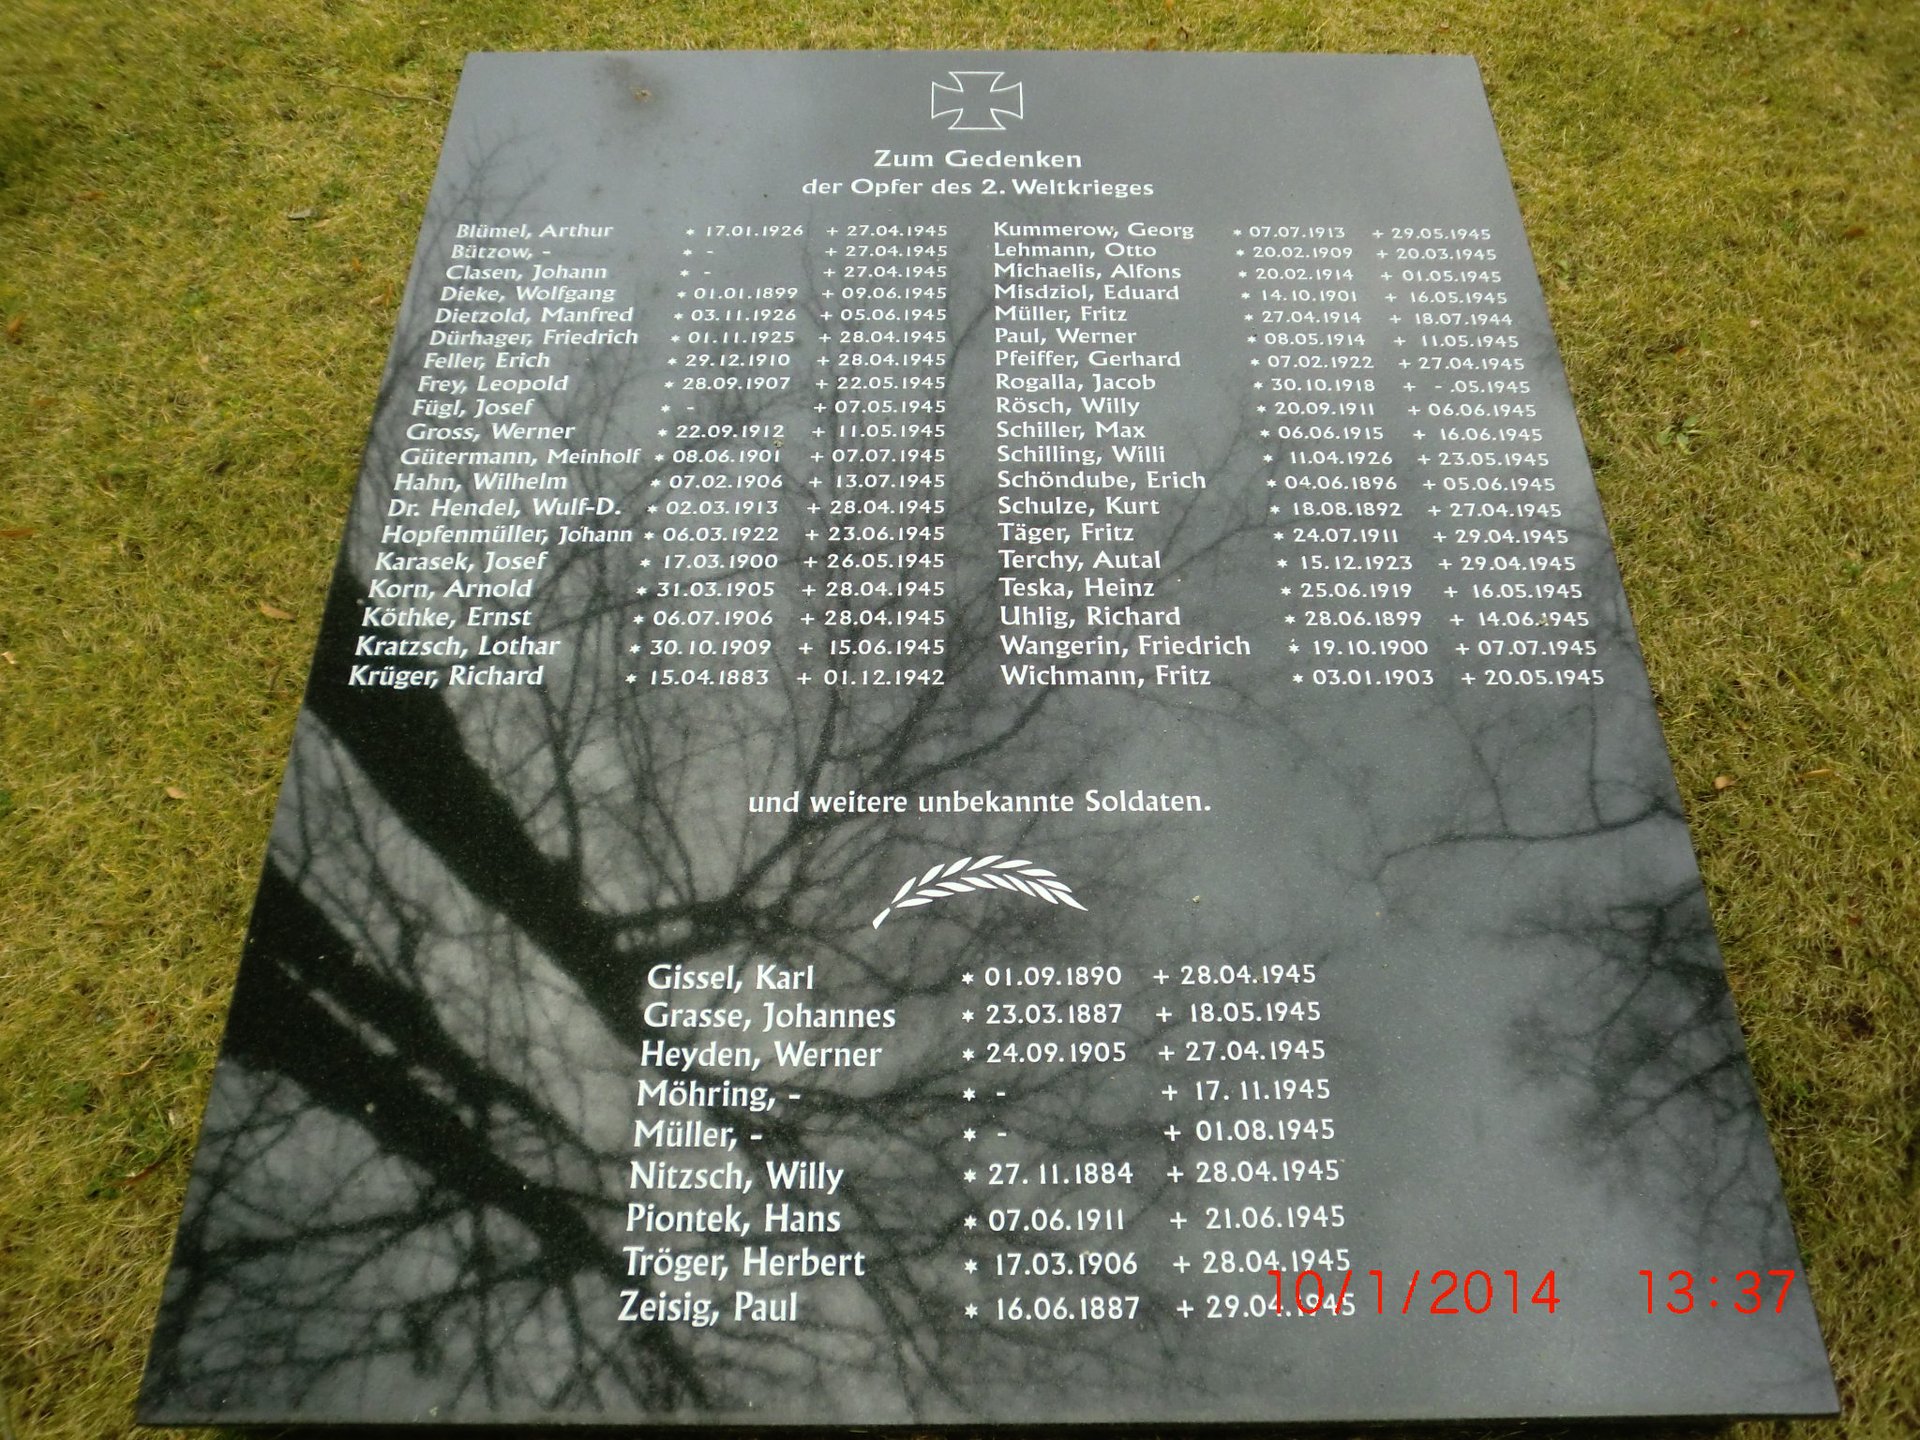 Zum Gedenken
der Opfer des 2. Weltkrieges
Blümel, Arthur * 17.01.1926 + 27.04.1945
Bützow, - * - + 27.04.1945
Clasen, Johann * - + 27.04.1945
Dieke, Wolfgang * 01.01.1899 + 09.06.1945
Dietzold, Manfred * 03.11.1926 + 05.06.1945
Dürhager, Friedrich * 01.11.1925 + 28.04.1945
Feller, Erich * 29.12.1910 + 28.04.1945
Frey, Leopold * 28.09.1907 + 22.05.1945
Fügl, Josef * - + 07.05.1945
Gross, Werner * 22.09.1912 + 11.05.1945
Gütermann, Meinholf * 08.06.1901 + 07.07.1945
Hahn, Wilhelm * 07.02.1906 + 13.07.1945
Dr. Hendel, Wulf-D. * 02.03.1913 + 28.04.1945
Hopfenmüller, Johann * 06.03.1922 + 23.06.1945
Karasek, Josef * 17.03.1900 + 26.05.1945
Korn, Arnold * 31.03.1905 + 28.04.1945
Köthke, Ernst * 06.07.1906 + 28.04.1945
Kratzsch, Lothar * 30.10.1909 + 15.06.1945
Krüger, Richard * 15.04.1883 + 01.12.1942
Kummerow, Georg * 07.07.1913 + 29.05.1945
Lehmann, Otto * 20.02.1909 + 20.03.1945
Michaelis, Alfons * 20.02.1914 + 01.05.1945
Misdziol, Eduard * 14.10.1901 + 16.05.1945
Müller, Fritz * 27.04.1914 + 18.07.1944
Paul, Werner * 08.05.1914 + 11.05.1945
Pfeiffer, Gerhard * 07.02.1922 + 27.04.1945
Rogalla, Jacob * 30.10.1918 + - .05.1945
Rösch, Willy * 20.09.1911 + 06.06.1945
Schiller, Max * 06.06.1915 + 16.06.1945
Schilling, Willi * 11.04.1926 + 23.05.1945
Schöndube, Erich * 04.06.1896 + 05.06.1945
Schulze, Kurt * 18.08.1892 + 27.04.1945
Täger, Fritz * 24.07.1911 + 29.04.1945
Terchy, Autal * 15.12.1923 + 29.04.1945
Teska, Heinz * 25.06.1919 + 16.05.1945
Uhlig, Richard * 28.06.1899 + 14.06.1945
Wangerin, Friedrich * 19.10.1900 + 07.07.1945
Wichmann, Fritz * 03.01.1903 + 20.05.1945
und weitere unbekannte Soldaten.
Gissel, Karl * 01.09.1890 + 28.04.1945
Grasse, Johannes * 23.03.1887 + 18.05.1945
Heyden, Werner * 24.09.1905 + 27.04.1945
Möhring, - * - + 17.11.1945
Müller, - * - + 01.08.1945
Nitzsch, Willy * 27.11.1884 + 28.04.1945
Piontek, Hans * 07.06.1911 + 21.06.1945
Tröger, Herbert * 17.03.1906 + 28.04.1945
Zeisig, Paul * 16.06.1887 + 29.04.1945
10/1/2014 13:37